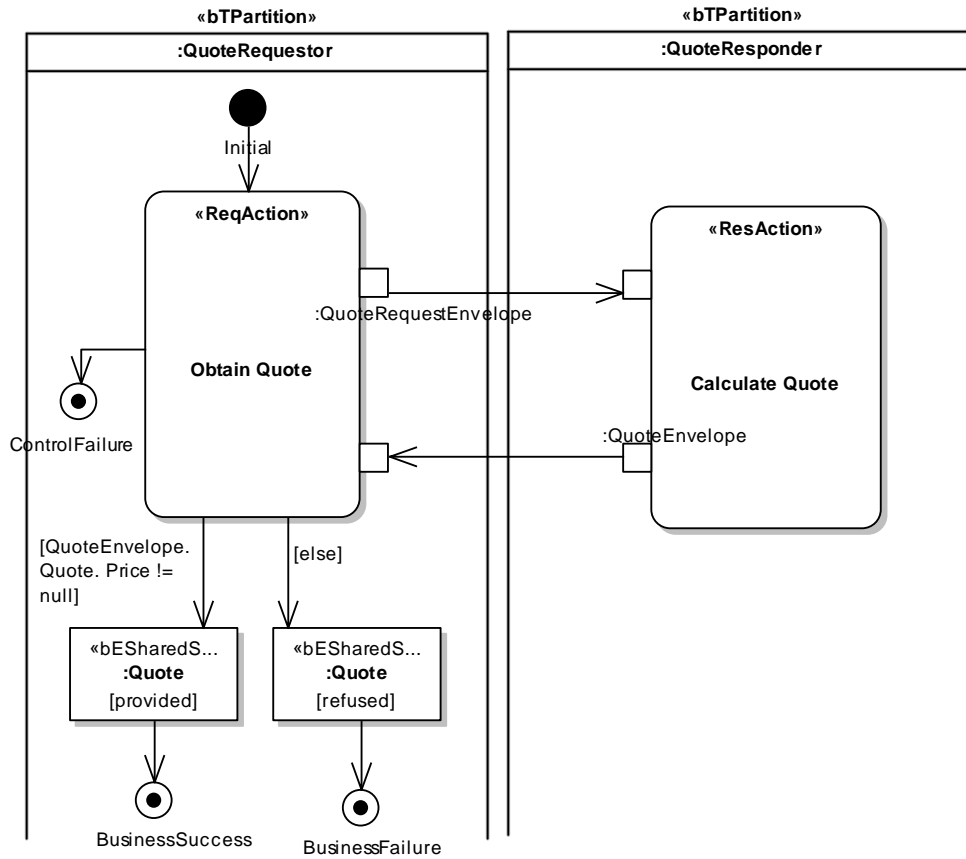 «bTPartition»
:QuoteRequestor
«bTPartition»
:QuoteResponder
Initial
«ReqAction»
Obtain Quote
«ResAction»
Calculate Quote
:QuoteRequestEnvelope
:QuoteEnvelope
ControlFailure
[QuoteEnvelope.
Quote. Price !=
null]
[else]
«bESharedS...
:Quote
[provided]
«bESharedS...
:Quote
[refused]
BusinessSuccess
BusinessFailure